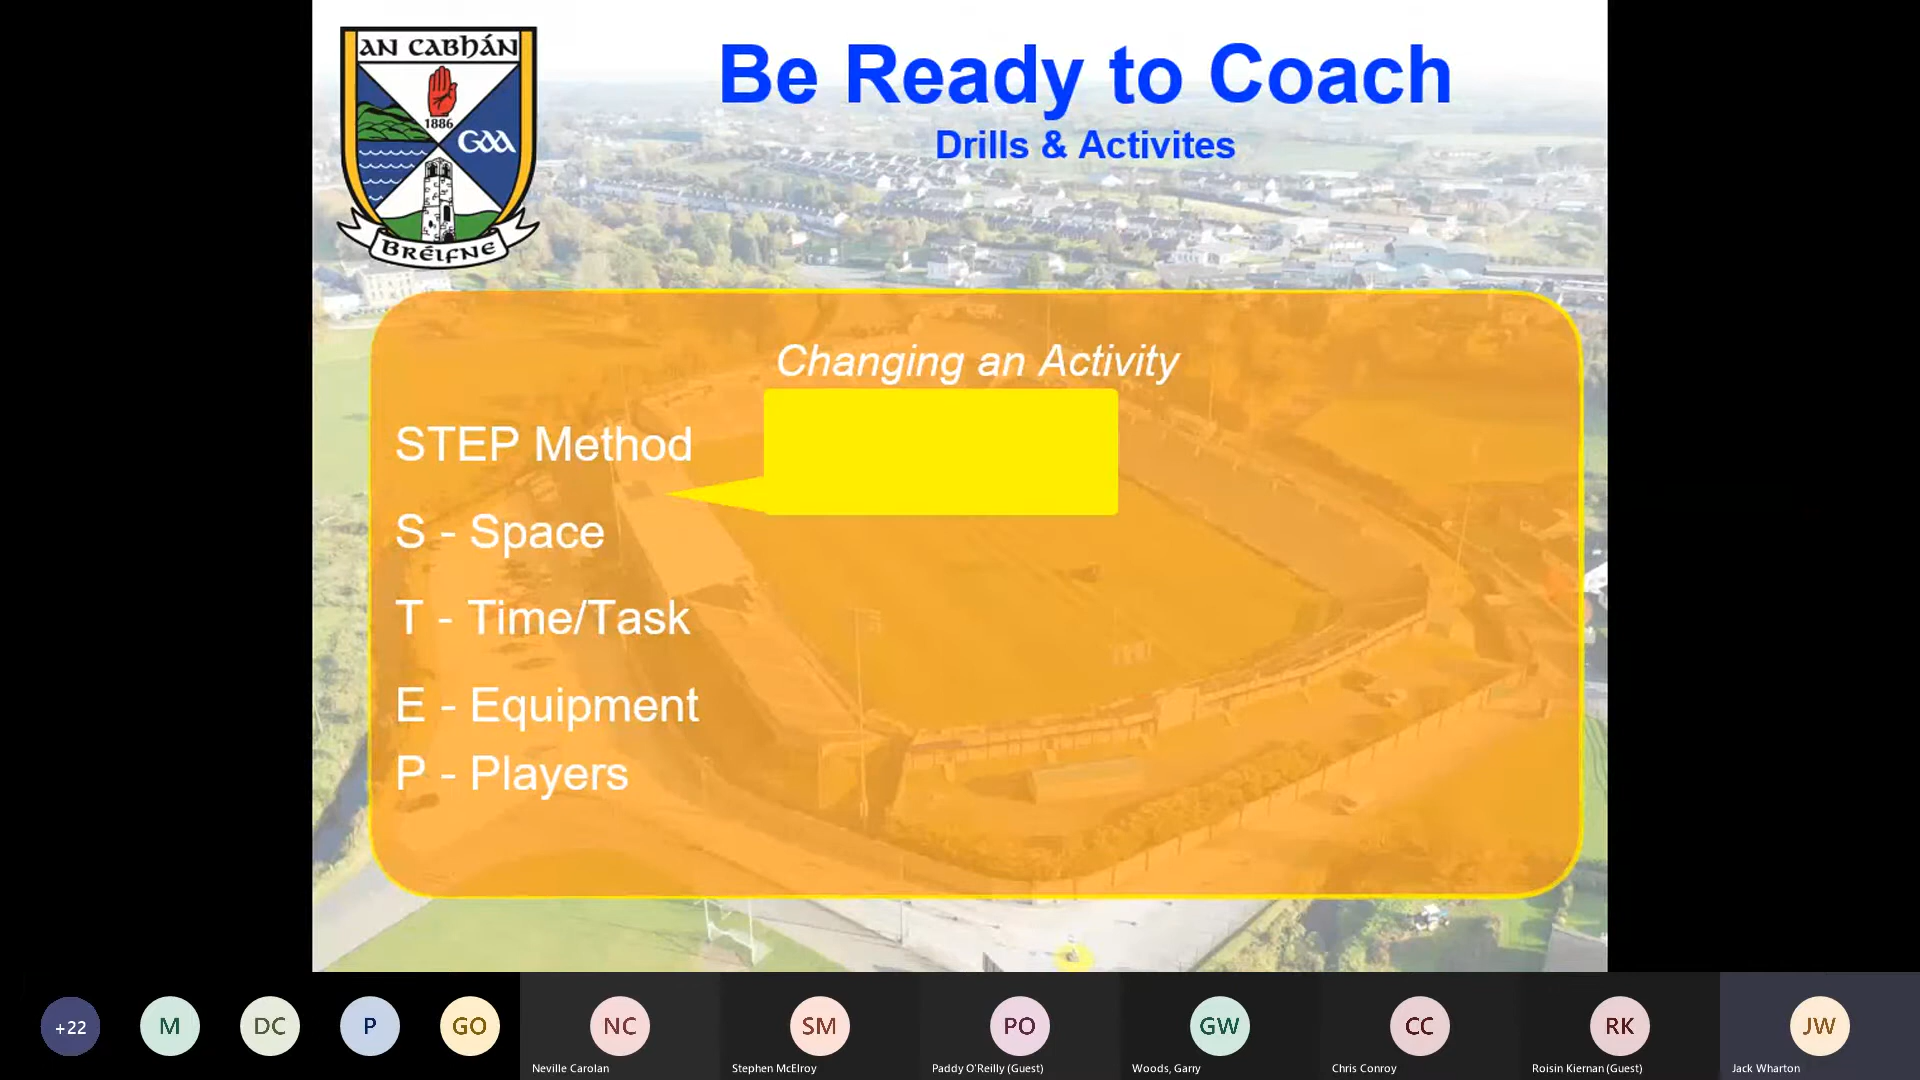 AN CABHÁN
1886
GAA
BRÉIFNE
Be Ready to Coach
Drills & Activites
Changing an Activity
STEP Method
S - Space
T - Time/Task
E - Equipment
P - Players
+22
M
DC
P
GO
NC
Neville Carolan
SM
Stephen McElroy
PO
Paddy O'Reilly (Guest)
GW
Woods, Garry
CC
Chris Conroy
RK
Roisin Kiernan (Guest)
JW
Jack Wharton